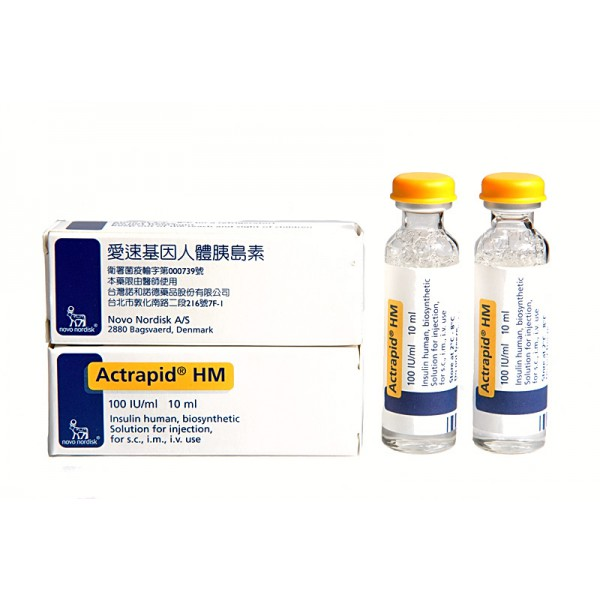 愛速基因人體胰島素
衛署菌疫輸字第000739號
本藥限由醫師使用
台灣諾和諾德藥品股份有限公司
台北市敦化南路二段216號7F-1
Novo Nordisk A/S
2880 Bagsvaerd, Denmark
novo nordisk
Actrapid® HM
100 IU/ml 10 ml
Insulin human, biosynthetic
Solution for injection,
for s.c., i.m., i.v. use
novo nordisk
Actrapid® HM
100 IU/ml 10 ml
Insulin human, biosynthetic
Solution for injection,
for s.c., i.m., i.v. use
Store at 2°C - 8°C
Actrapid® HM
100 IU/ml 10 ml
Insulin human, biosynthetic
Solution for injection,
for s.c., i.m., i.v. use
Store at 2°C - 8°C